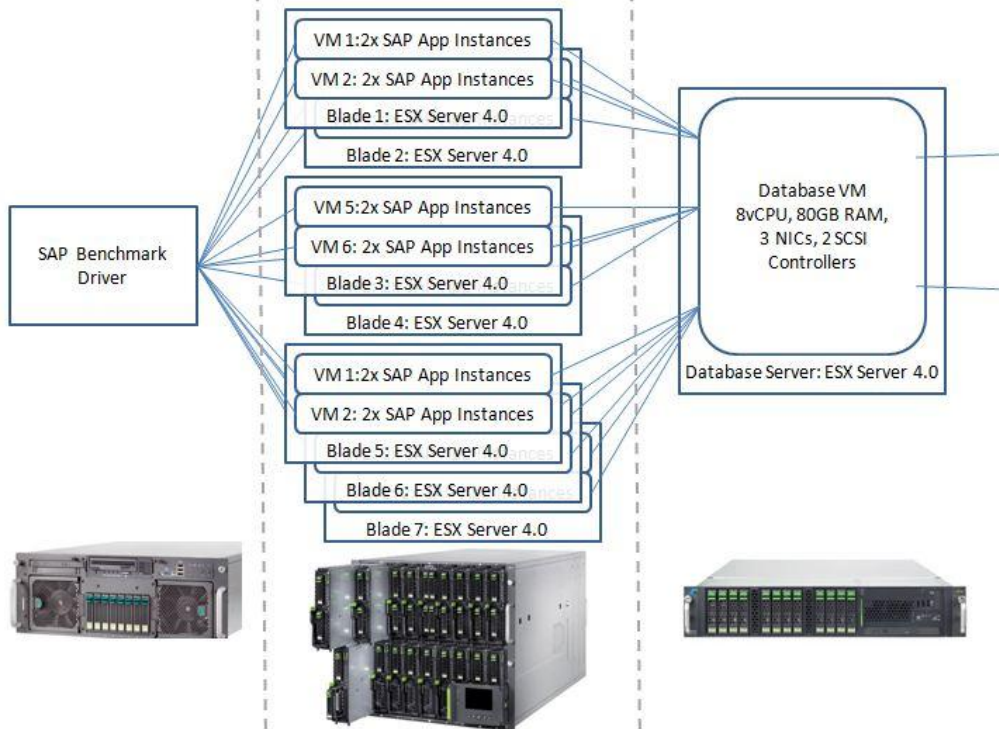 SAP Benchmark
Driver
VM 1:2x SAP App Instances
VM 2: 2x SAP App Instances
Blade 1: ESX Server 4.0
Blade 2: ESX Server 4.0
VM 5:2x SAP App Instances
VM 6: 2x SAP App Instances
Blade 3: ESX Server 4.0
Blade 4: ESX Server 4.0
VM 1:2x SAP App Instances
VM 2: 2x SAP App Instances
Blade 5: ESX Server 4.0
Blade 6: ESX Server 4.0
Blade 7: ESX Server 4.0
Database VM
8vCPU, 80GB RAM,
3 NICs, 2 SCSI
Controllers
Database Server: ESX Server 4.0